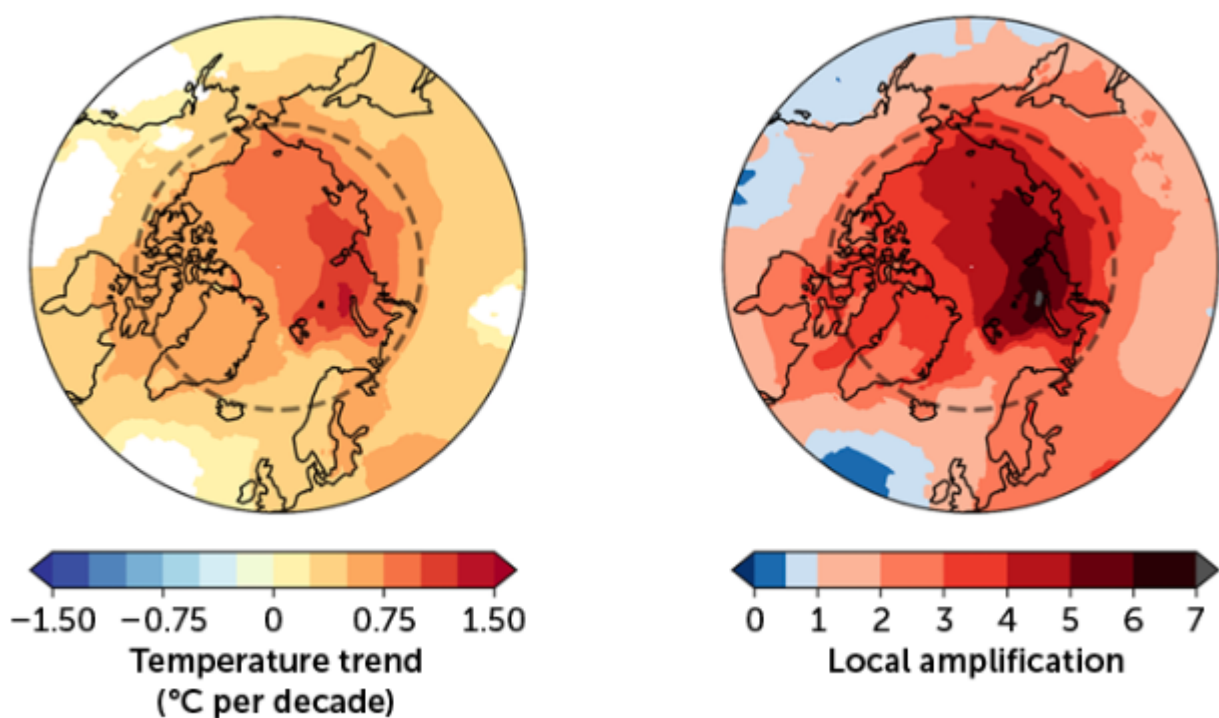 −1.50 −0.75 0 0.75 1.50
Temperature trend
(°C per decade)
0 1 2 3 4 5 6 7
Local amplification